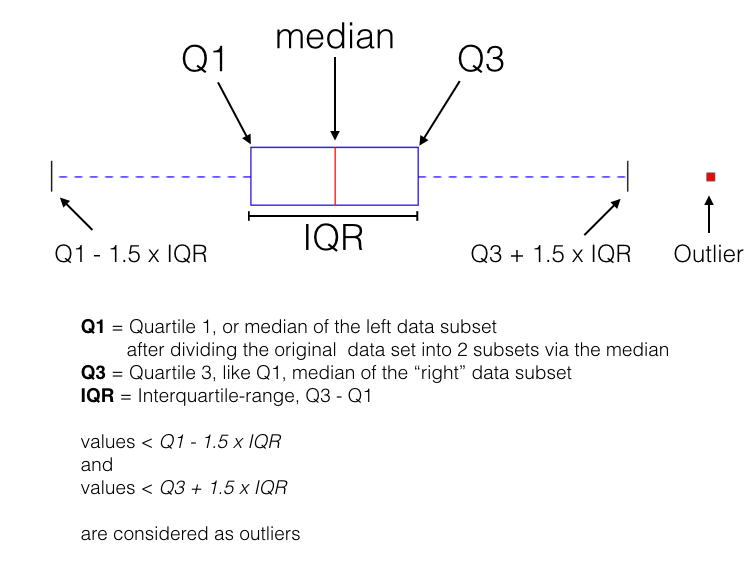 median
Q1
Q3
IQR
Q1 - 1.5 x IQR
Q3 + 1.5 x IQR
Outlier
Q1 = Quartile 1, or median of the left data subset
after dividing the original data set into 2 subsets via the median
Q3 = Quartile 3, like Q1, median of the “right” data subset
IQR = Interquartile-range, Q3 - Q1
values < Q1 - 1.5 x IQR
and
values < Q3 + 1.5 x IQR
are considered as outliers